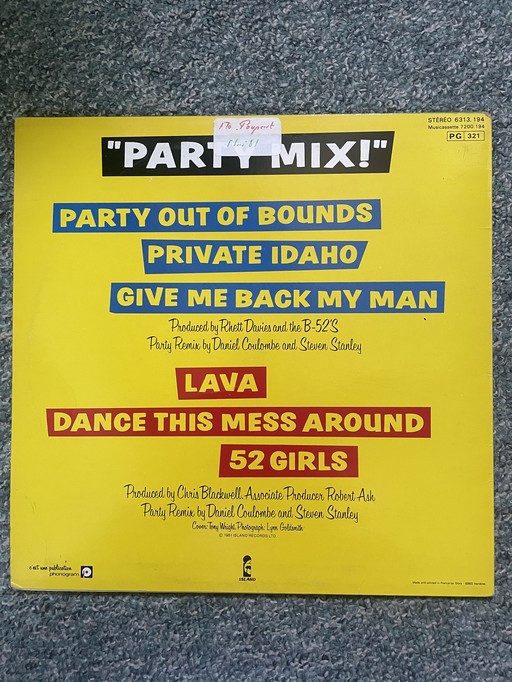 STÉRÉO 6313.194
Musicassette 7200.194
PG 321
"PARTY MIX!"
PARTY OUT OF BOUNDS
PRIVATE IDAHO
GIVE ME BACK MY MAN
Produced by Rhett Davies and the B-52'S
Party Remix by Daniel Coulombe and Steven Stanley
LAVA
DANCE THIS MESS AROUND
52 GIRLS
Produced by Chris Blackwell. Associate Producer Robert Ash
Party Remix by Daniel Coulombe and Steven Stanley
Cover: Tony Wright. Photograph: Lynn Goldsmith
© 1981 ISLAND RECORDS LTD.
phonogram
ISLAND